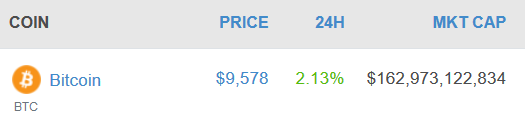 COIN PRICE 24H MKT CAP
Bitcoin $9,578 2.13% $162,973,122,834
BTC